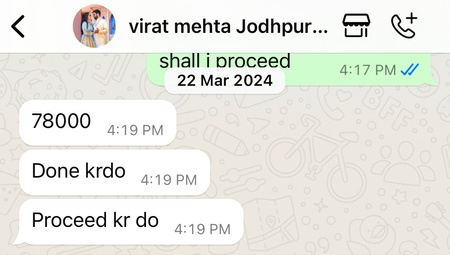 virat mehta Jodhpur...
shall i proceed
4:17 PM
22 Mar 2024
78000
4:19 PM
Done krdo
4:19 PM
Proceed kr do
4:19 PM